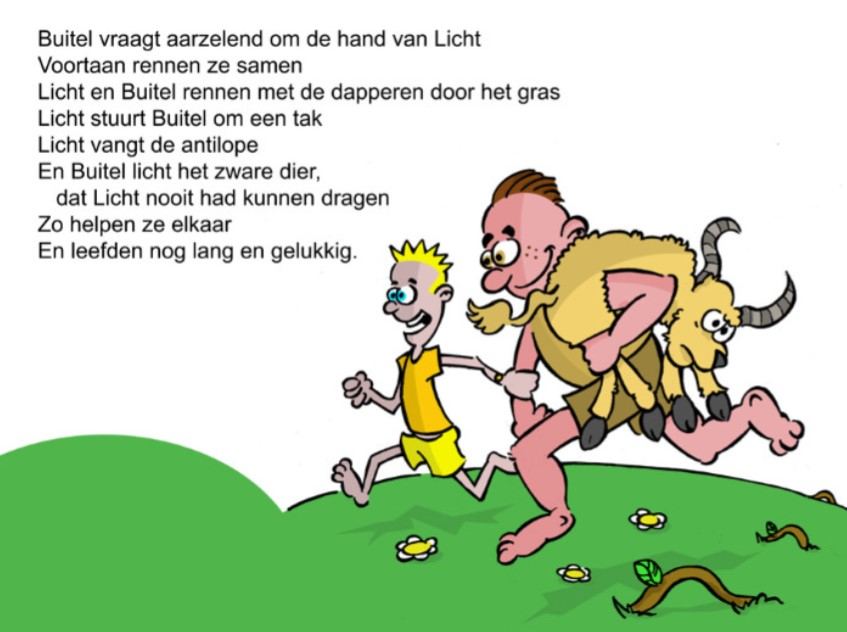 Buitel vraagt aarzelend om de hand van Licht
Voortaan rennen ze samen
Licht en Buitel rennen met de dapperen door het gras
Licht stuurt Buitel om een tak
Licht vangt de antilope
En Buitel licht het zware dier,
dat Licht nooit had kunnen dragen
Zo helpen ze elkaar
En leefden nog lang en gelukkig.